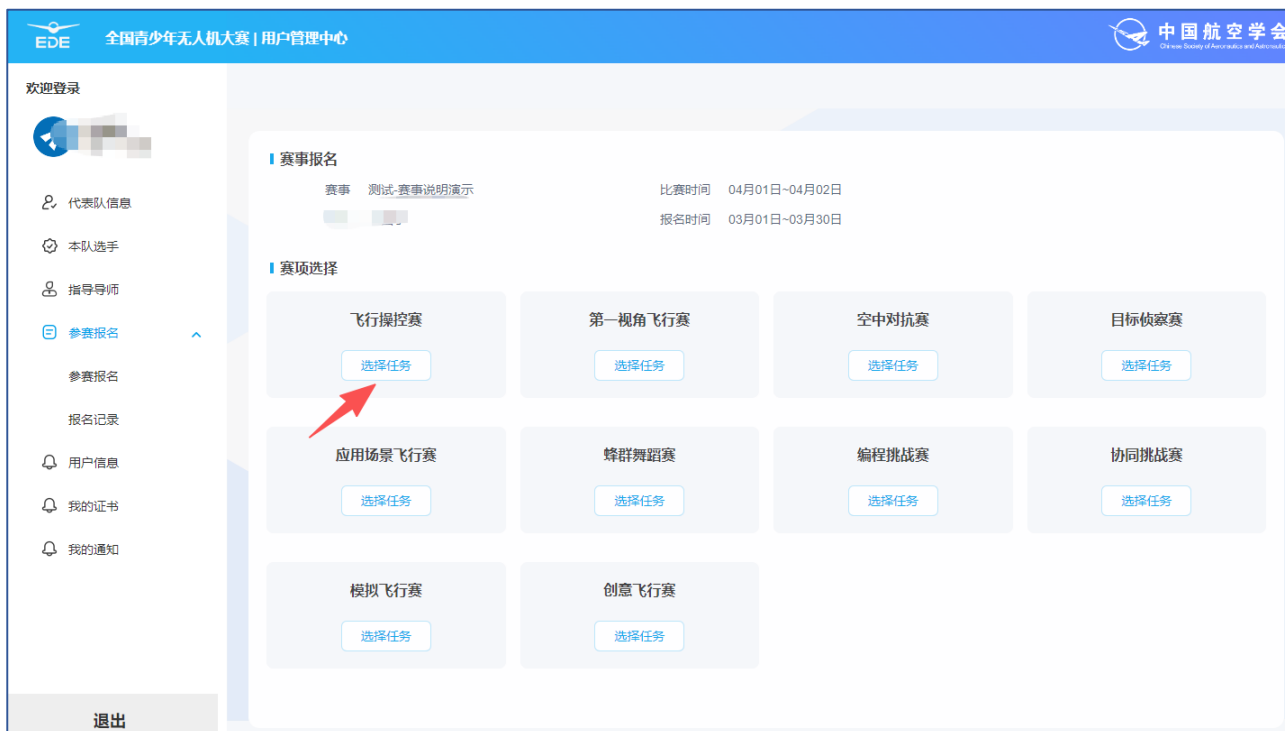 EDE 全国青少年无人机大赛 | 用户管理中心
中国航空学会
Chinese Society of Aeronautics and Astronautics
欢迎登录
代表队信息
本队选手
指导导师
参赛报名
参赛报名
报名记录
用户信息
我的证书
我的通知
退出
赛事报名
赛事 测试-赛事说明演示 比赛时间 04月01日~04月02日
报名时间 03月01日~03月30日
赛项选择
飞行操控赛 第一视角飞行赛 空中对抗赛 目标侦察赛
选择任务 选择任务 选择任务 选择任务
应用场景飞行赛 蜂群舞蹈赛 编程挑战赛 协同挑战赛
选择任务 选择任务 选择任务 选择任务
模拟飞行赛 创意飞行赛
选择任务 选择任务